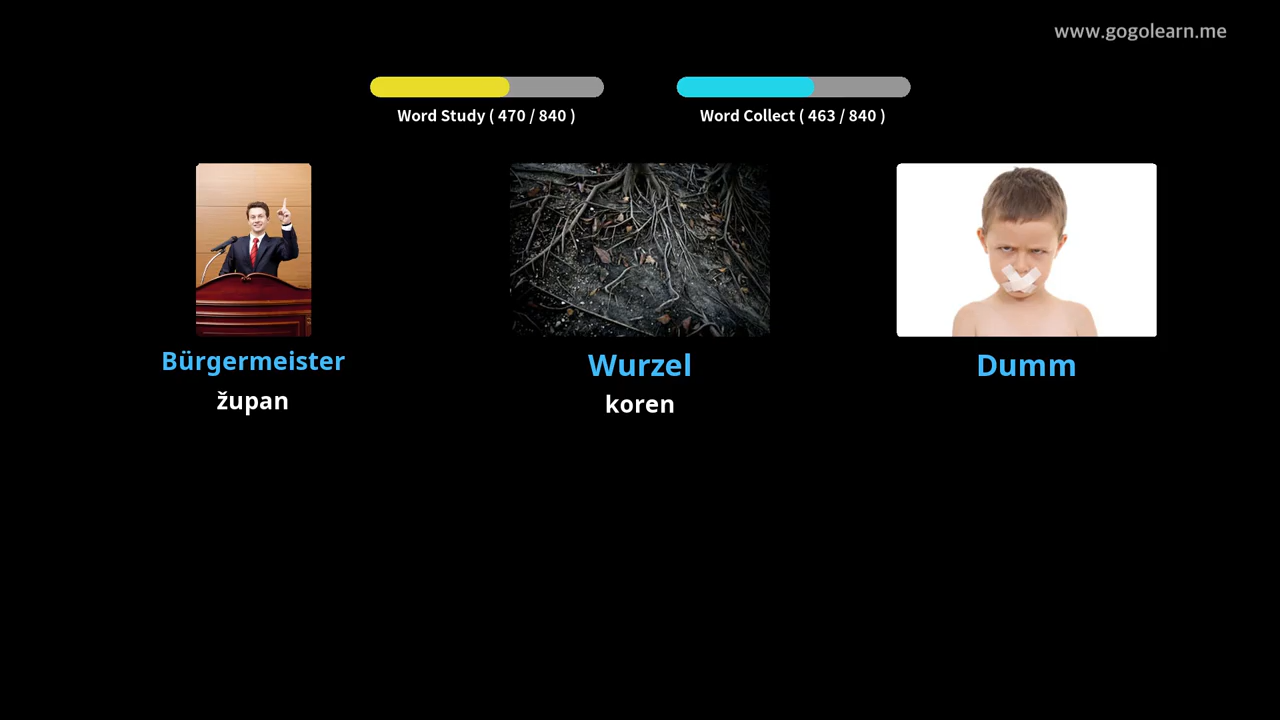 www.gogolearn.me
Word Study ( 470 / 840 )
Word Collect ( 463 / 840 )
Bürgermeister
župan
Wurzel
koren
Dumm